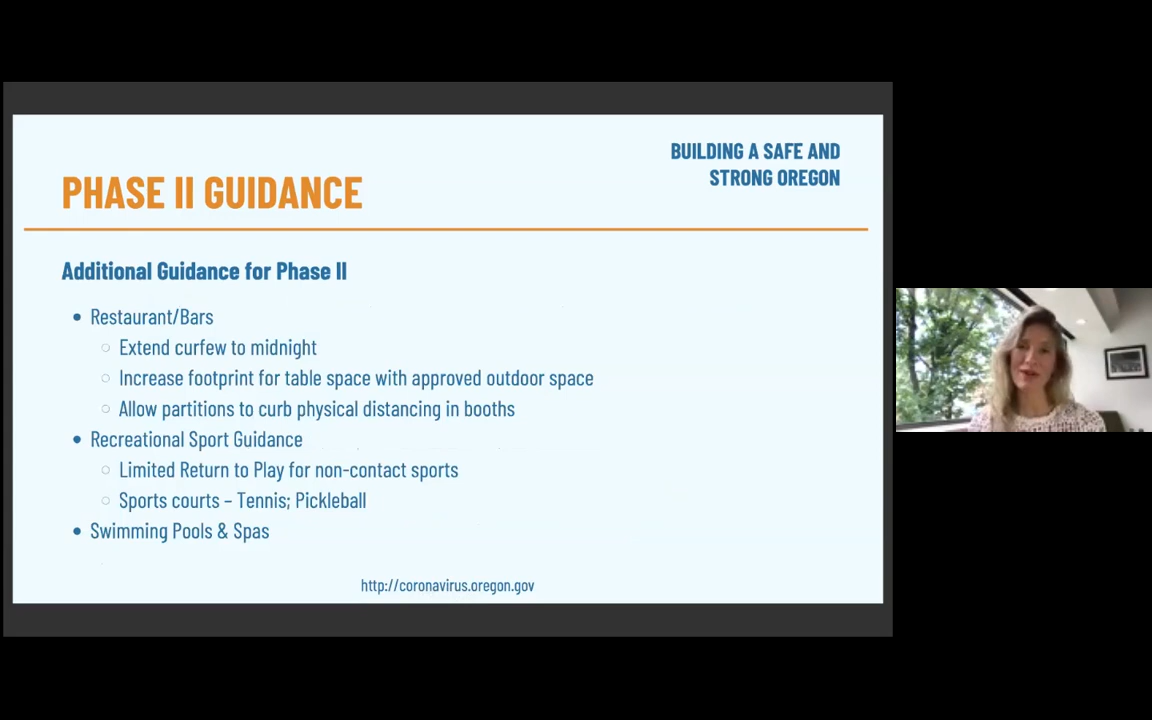 BUILDING A SAFE AND
STRONG OREGON
PHASE II GUIDANCE
Additional Guidance for Phase II
• Restaurant/Bars
○ Extend curfew to midnight
○ Increase footprint for table space with approved outdoor space
○ Allow partitions to curb physical distancing in booths
• Recreational Sport Guidance
○ Limited Return to Play for non-contact sports
○ Sports courts – Tennis; Pickleball
• Swimming Pools & Spas
http://coronavirus.oregon.gov